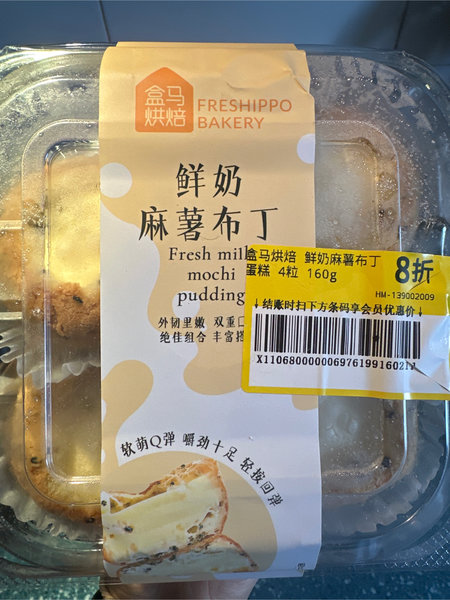 盒马
烘焙
FRESHIPPO
BAKERY
鲜奶
麻薯布丁
Fresh milk
mochi
pudding
外韧里嫩 双重口
绝佳组合 丰富搭
盒马烘焙 鲜奶麻薯布丁
蛋糕 4粒 160g
8折
HM-139002009
↓结账时扫下方条码享会员优惠价↓
软萌Q弹 嚼劲十足 轻按回弹